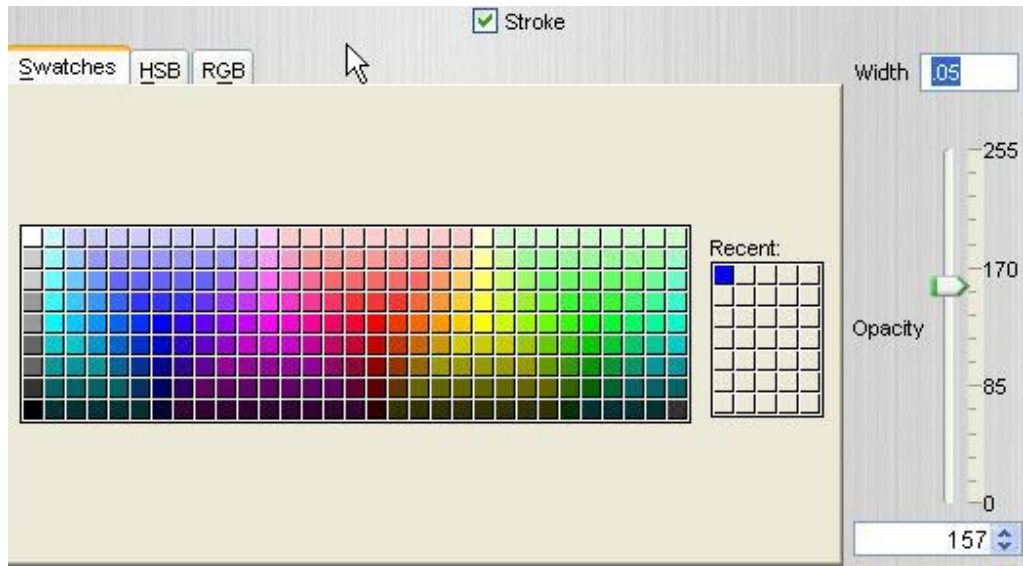 Stroke
Swatches HSB RGB
Width .05
255
Recent:
170
Opacity
85
0
157